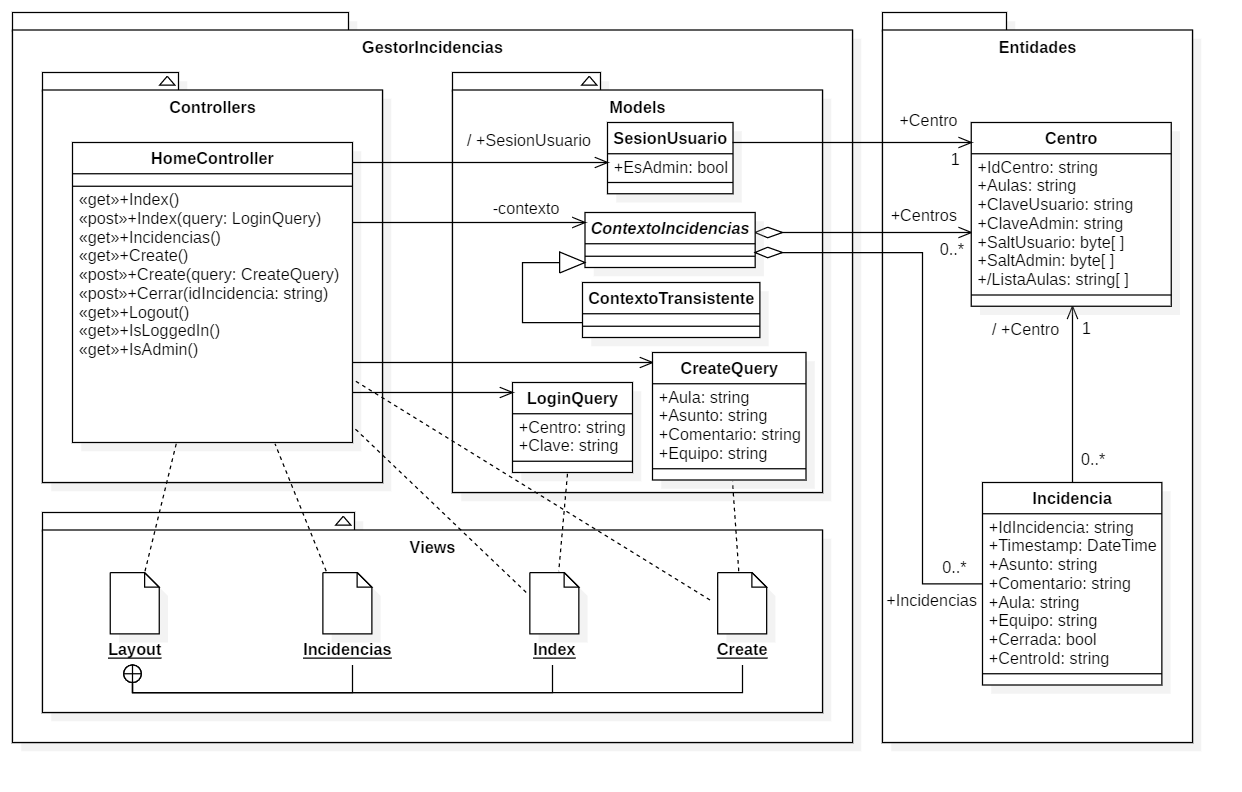 GestorIncidencias
Controllers
HomeController
«get»+Index()
«post»+Index(query: LoginQuery)
«get»+Incidencias()
«get»+Create()
«post»+Create(query: CreateQuery)
«post»+Cerrar(idIncidencia: string)
«get»+Logout()
«get»+IsLoggedIn()
«get»+IsAdmin()
/ +SesionUsuario
-contexto
Models
SesionUsuario
+EsAdmin: bool
ContextoIncidencias
ContextoTransistente
CreateQuery
+Aula: string
+Asunto: string
+Comentario: string
+Equipo: string
LoginQuery
+Centro: string
+Clave: string
Views
Layout
Incidencias
Index
Create
Entidades
+Centro
1
+Centros
0..*
Centro
+IdCentro: string
+Aulas: string
+ClaveUsuario: string
+ClaveAdmin: string
+SaltUsuario: byte[ ]
+SaltAdmin: byte[ ]
+/ListaAulas: string[ ]
/ +Centro
1
0..*
0..*
+Incidencias
Incidencia
+IdIncidencia: string
+Timestamp: DateTime
+Asunto: string
+Comentario: string
+Aula: string
+Equipo: string
+Cerrada: bool
+CentroId: string